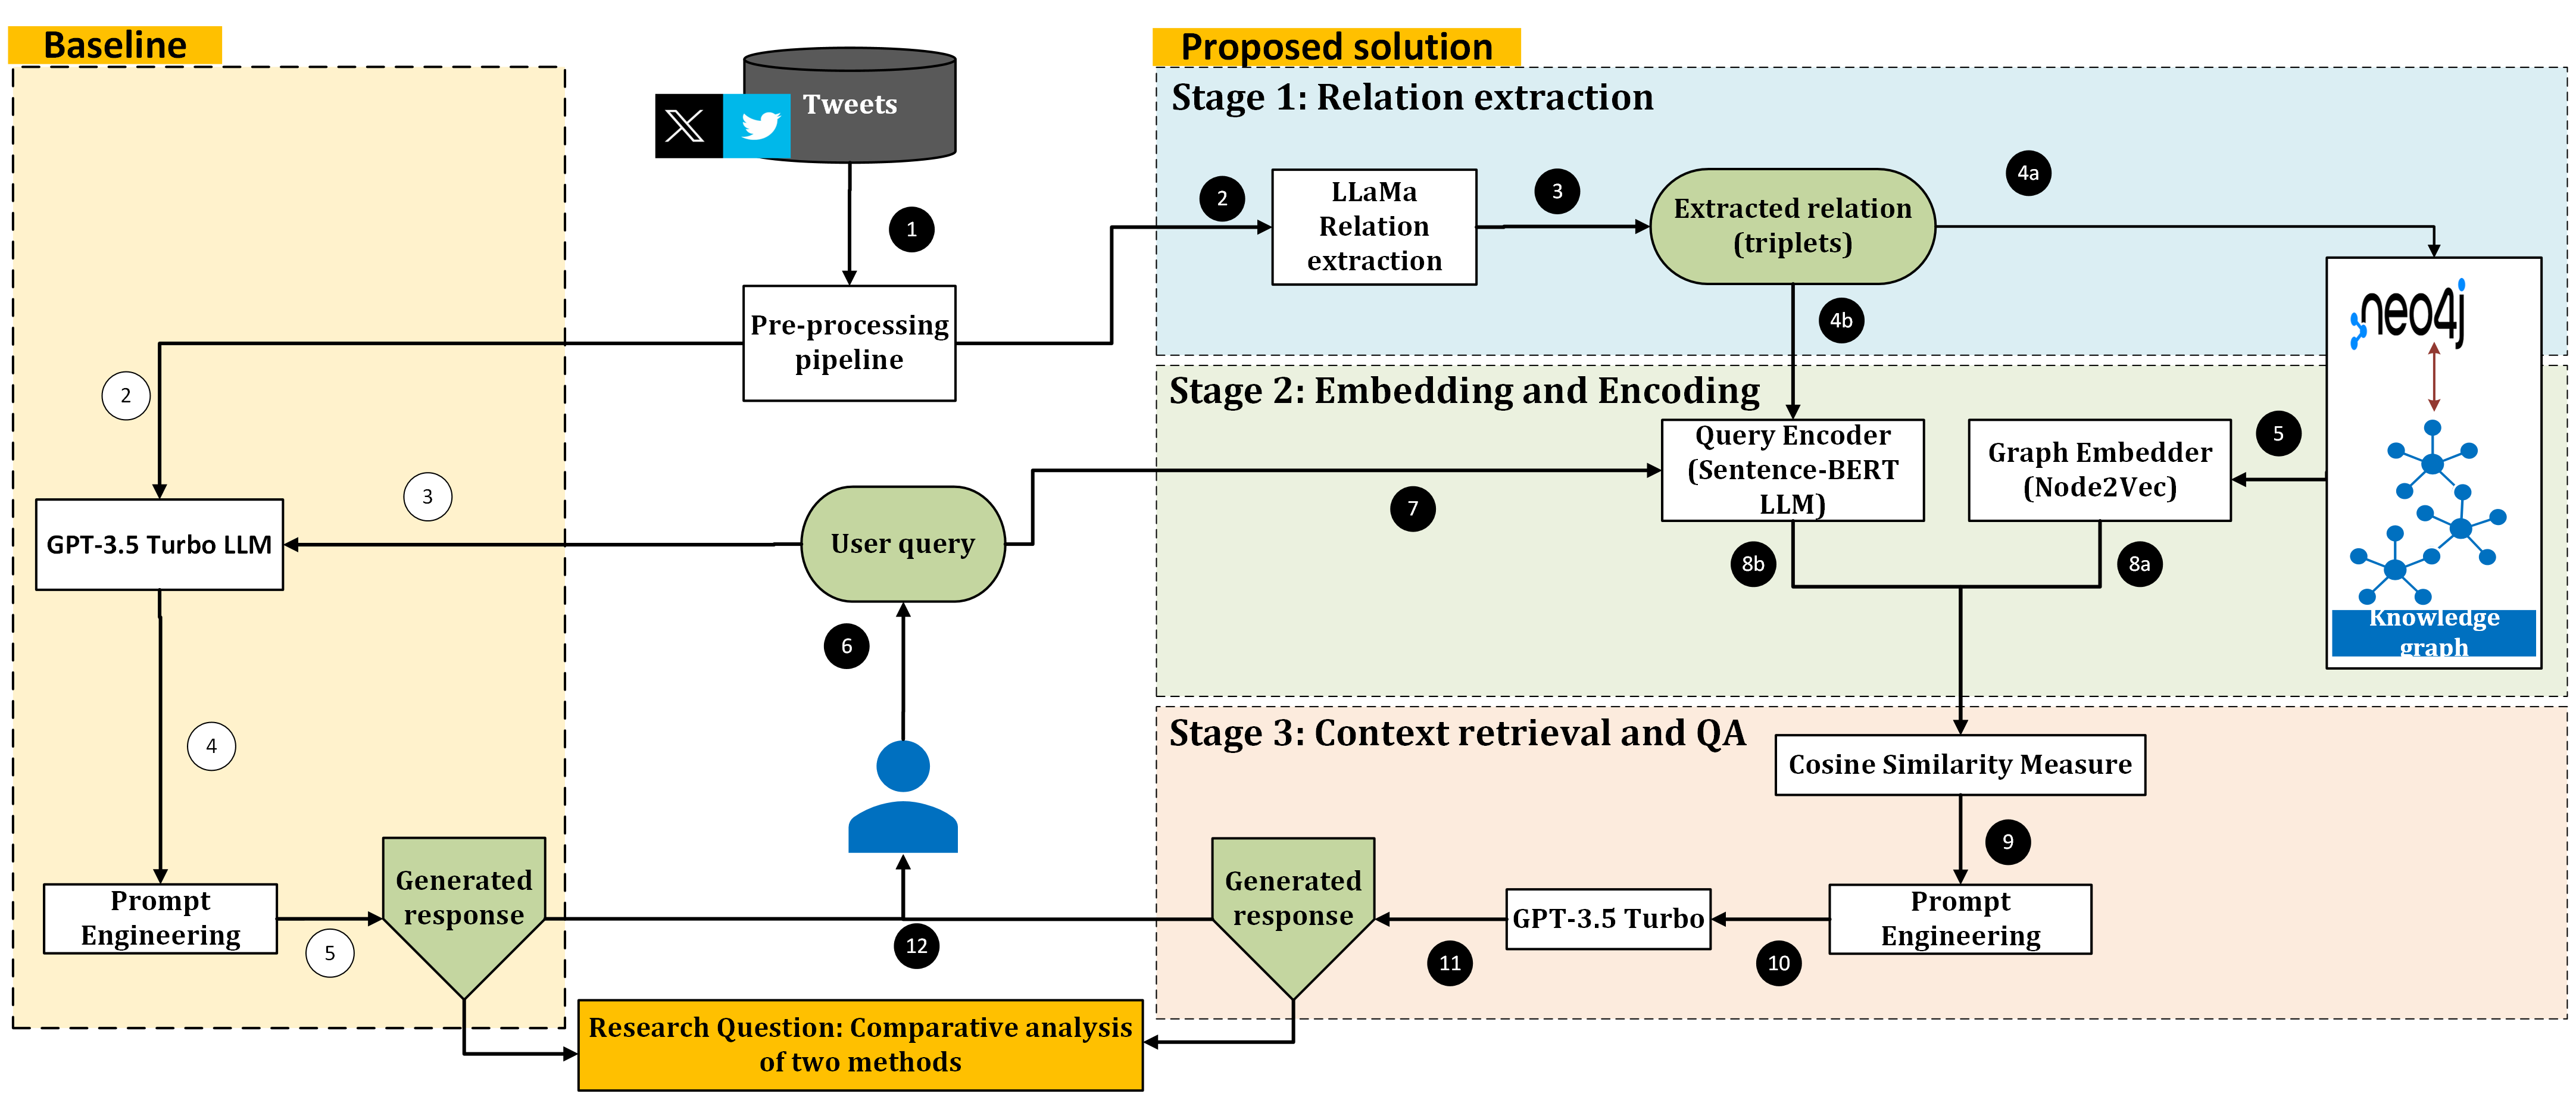 Baseline
Proposed solution
Tweets
Stage 1: Relation extraction
4a
2
LLaMa
Relation
extraction
3
Extracted relation
(triplets)
1
neo4j
Pre-processing
pipeline
4b
2
Stage 2: Embedding and Encoding
Query Encoder
(Sentence-BERT
LLM)
Graph Embedder
(Node2Vec)
5
3
7
GPT-3.5 Turbo LLM
User query
8b
8a
6
Knowledge
graph
4
Stage 3: Context retrieval and QA
Cosine Similarity Measure
9
Generated
response
Generated
response
Prompt
Engineering
GPT-3.5 Turbo
Prompt
Engineering
5
12
11
10
Research Question: Comparative analysis
of two methods